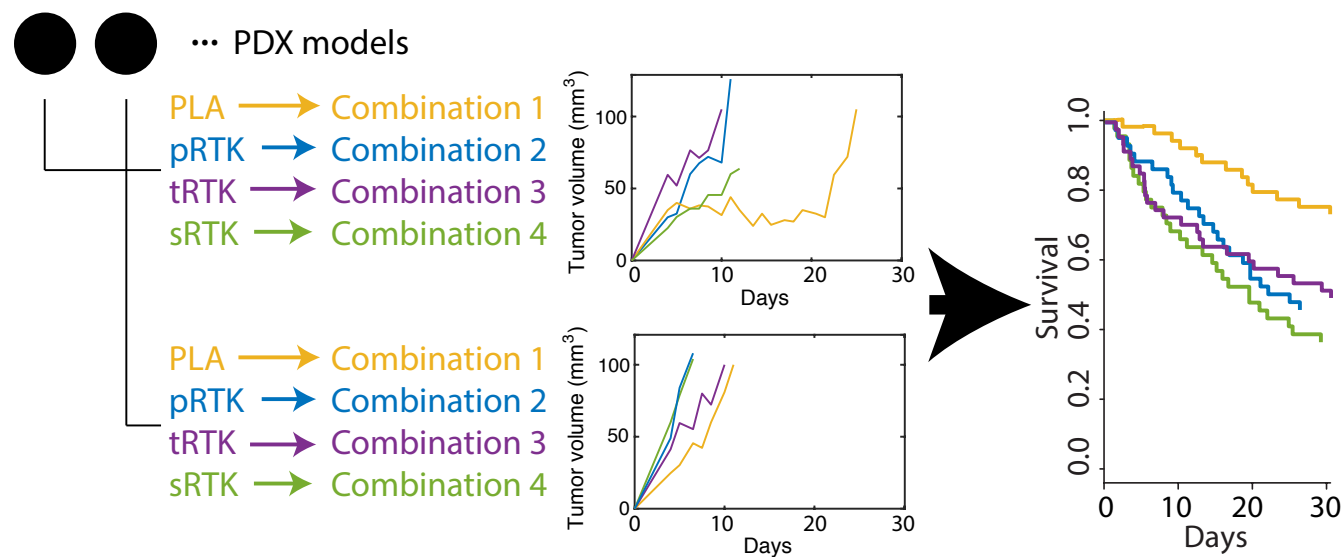 ... PDX models
PLA Combination 1
pRTK Combination 2
tRTK Combination 3
sRTK Combination 4
Tumor volume (mm³)
100
50
0
0 10 20 30
Days
PLA Combination 1
pRTK Combination 2
tRTK Combination 3
sRTK Combination 4
Tumor volume (mm³)
100
50
0
0 10 20 30
Days
Survival
1.0
0.8
0.6
0.4
0.2
0.0
0 10 20 30
Days